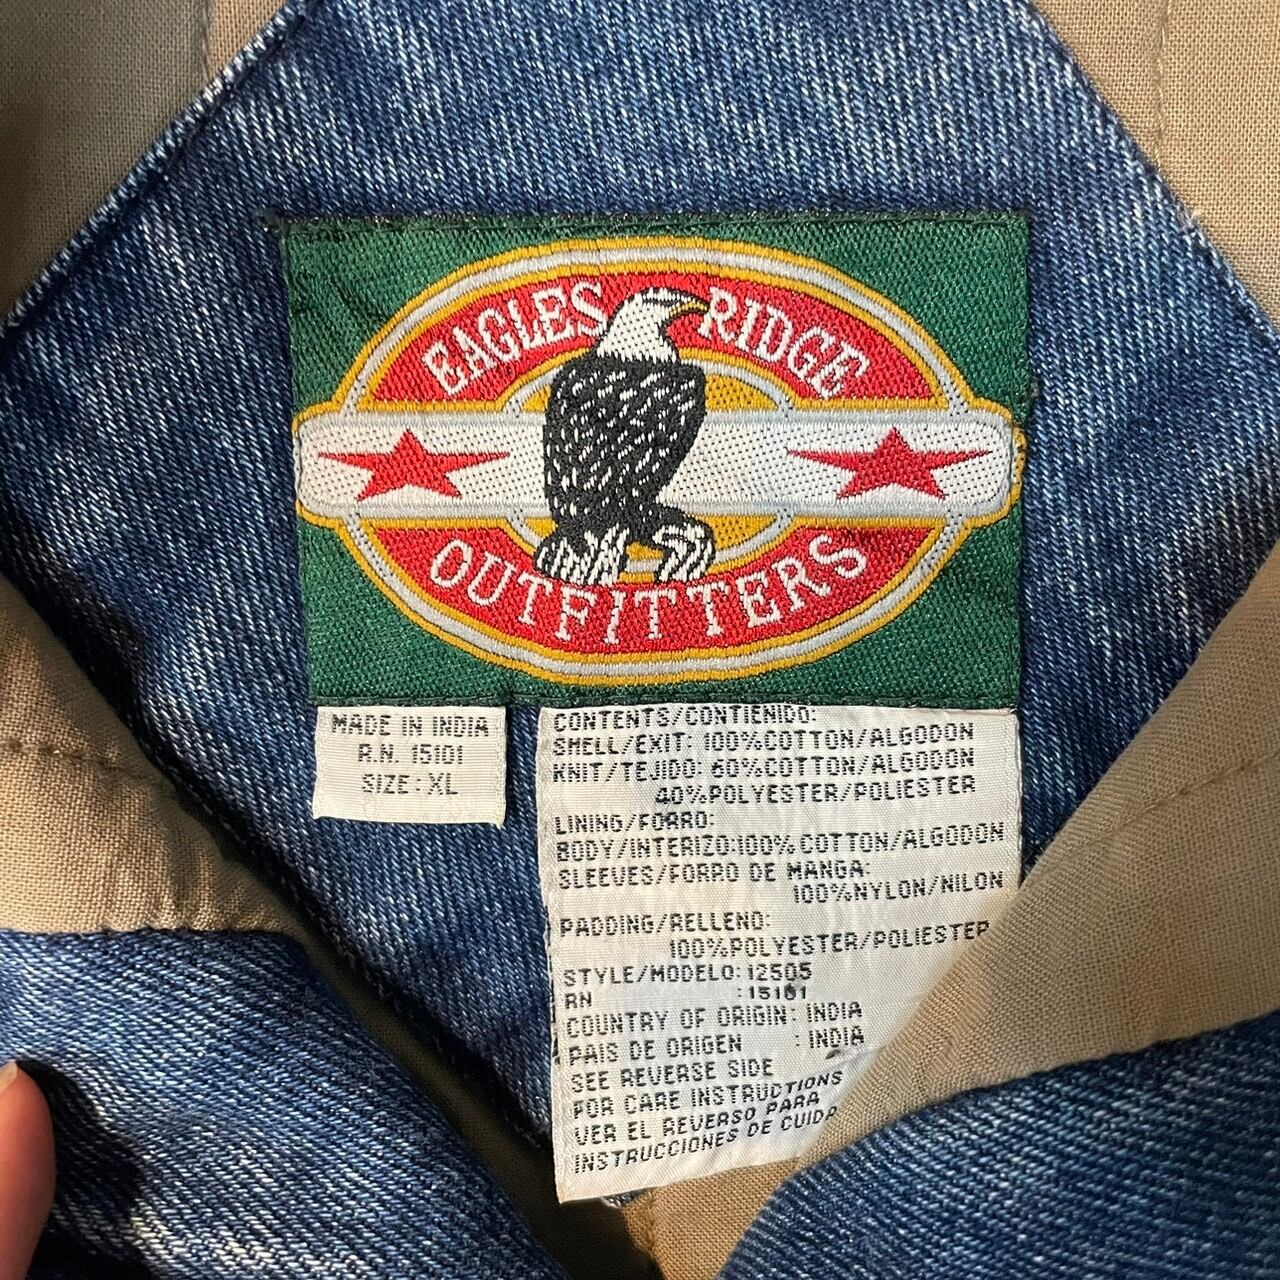 EAGLES RIDGE
OUTFITTERS
MADE IN INDIA
R.N. 15101
SIZE: XL
CONTENTS/CONTIENIDO:
SHELL/EXIT: 100%COTTON/ALGODON
KNIT/TEJIDO: 60%COTTON/ALGODON
40%POLYESTER/POLIESTER
LINING/FORRO:
BODY/INTERIZO:100%COTTON/ALGODON
SLEEVES/FORRO DE MANGA:
100%NYLON/NILON
PADDING/RELLENO:
100%POLYESTER/POLIESTER
STYLE/MODELO: 12505
RN : 15101
COUNTRY OF ORIGIN: INDIA
PAIS DE ORIGEN : INDIA
SEE REVERSE SIDE
FOR CARE INSTRUCTIONS
VER EL REVERSO PARA
INSTRUCCIONES DE CUIDA